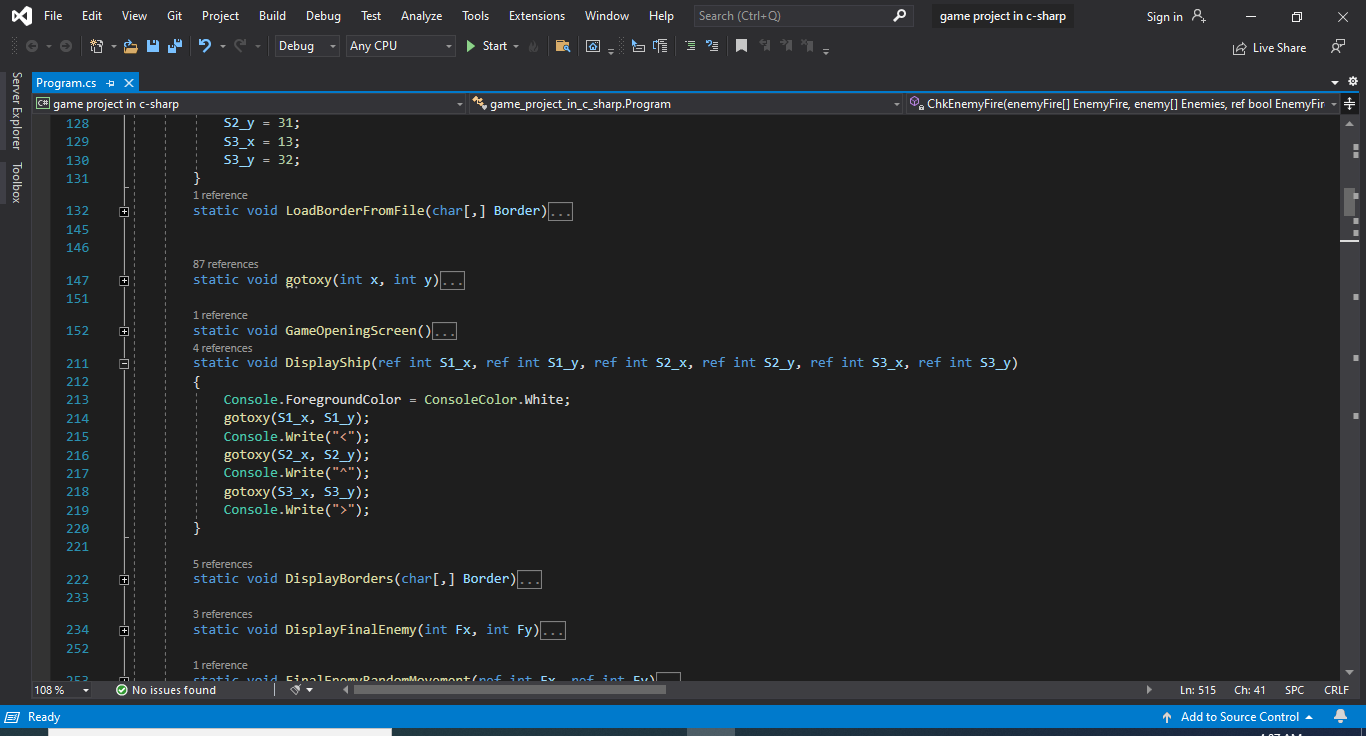 File Edit View Git Project Build Debug Test Analyze Tools Extensions Window Help Search (Ctrl+Q) game project in c-sharp Sign in
Debug Any CPU Start Live Share
Server Explorer
Toolbox
Program.cs
C# game project in c-sharp game_project_in_c_sharp.Program ChkEnemyFire(enemyFire[] EnemyFire, enemy[] Enemies, ref bool EnemyFir
128 S2_y = 31;
129 S3_x = 13;
130 S3_y = 32;
131 }
1 reference
132 static void LoadBorderFromFile(char[,] Border)...
145
146
87 references
147 static void gotoxy(int x, int y)...
151
1 reference
152 static void GameOpeningScreen()...
4 references
211 static void DisplayShip(ref int S1_x, ref int S1_y, ref int S2_x, ref int S2_y, ref int S3_x, ref int S3_y)
212 {
213 Console.ForegroundColor = ConsoleColor.White;
214 gotoxy(S1_x, S1_y);
215 Console.Write("<");
216 gotoxy(S2_x, S2_y);
217 Console.Write("^");
218 gotoxy(S3_x, S3_y);
219 Console.Write(">");
220 }
221
5 references
222 static void DisplayBorders(char[,] Border)...
233
3 references
234 static void DisplayFinalEnemy(int Fx, int Fy)...
252
1 reference
253 static void FinalEnemyRandomMovement(ref int Fx, ref int Fy)
108 % No issues found Ln: 515 Ch: 41 SPC CRLF
Ready Add to Source Control